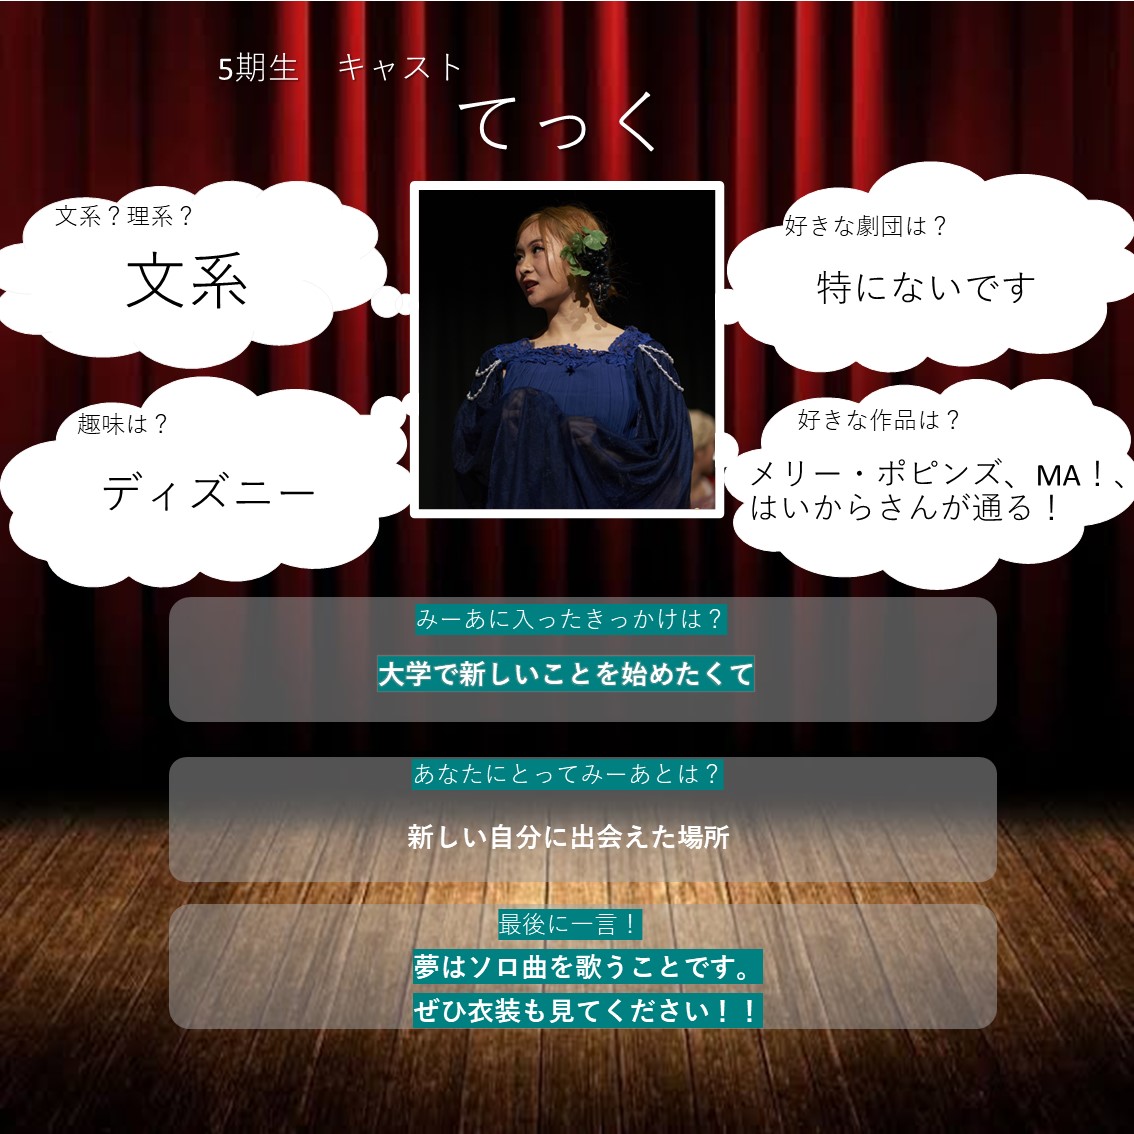 5期生　キャスト
てっく
文系？理系？
文系
好きな劇団は？
特にないです
趣味は？
ディズニー
好きな作品は？
メリー・ポピンズ、MA！、
はいからさんが通る！
みーあに入ったきっかけは？
大学で新しいことを始めたくて
あなたにとってみーあとは？
新しい自分に出会えた場所
最後に一言！
夢はソロ曲を歌うことです。
ぜひ衣装も見てください！！